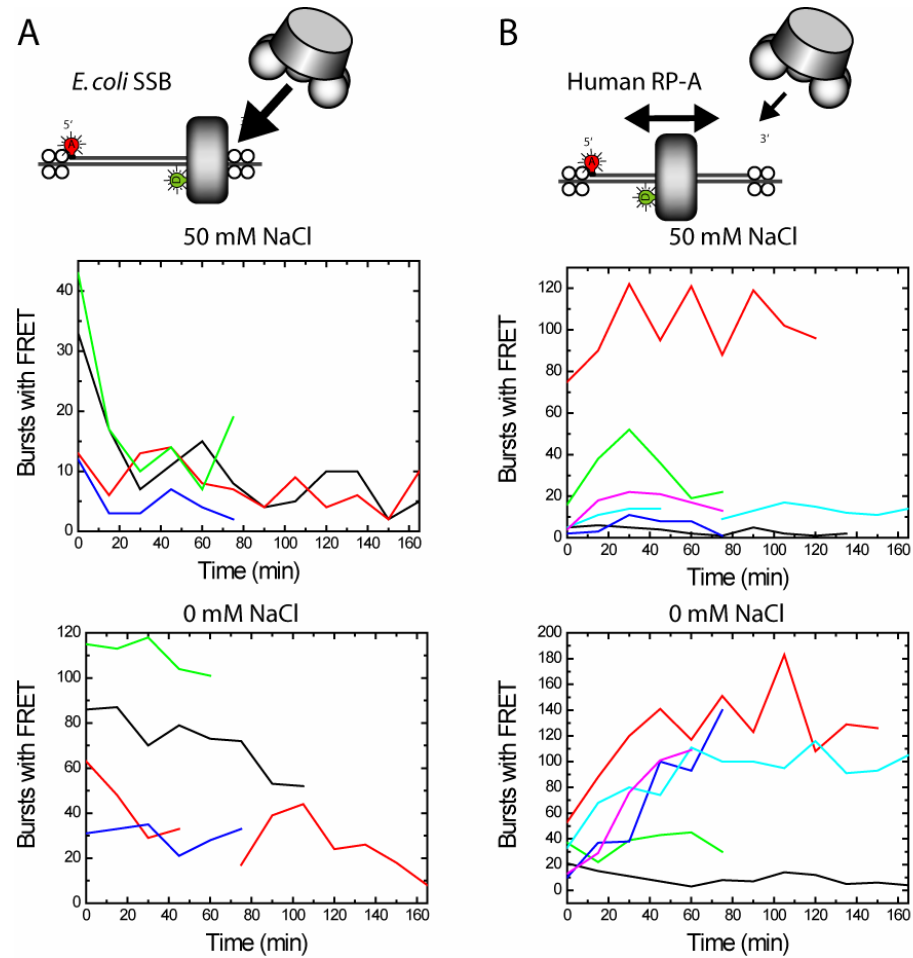 A
E. coli SSB
5'
A
D
50 mM NaCl
Bursts with FRET
40
30
20
10
0
0 20 40 60 80 100 120 140 160
Time (min)
0 mM NaCl
Bursts with FRET
120
100
80
60
40
20
0
0 20 40 60 80 100 120 140 160
Time (min)
B
Human RP-A
5'
3'
A
D
50 mM NaCl
Bursts with FRET
120
100
80
60
40
20
0
0 20 40 60 80 100 120 140 160
Time (min)
0 mM NaCl
Bursts with FRET
200
180
160
140
120
100
80
60
40
20
0
0 20 40 60 80 100 120 140 160
Time (min)